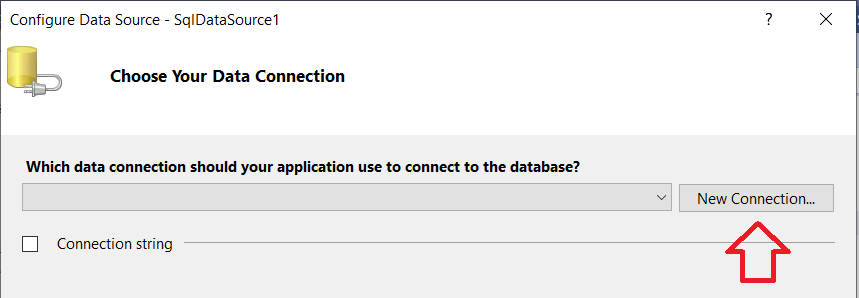 Configure Data Source - SqlDataSource1
?
Choose Your Data Connection
Which data connection should your application use to connect to the database?
New Connection...
Connection string